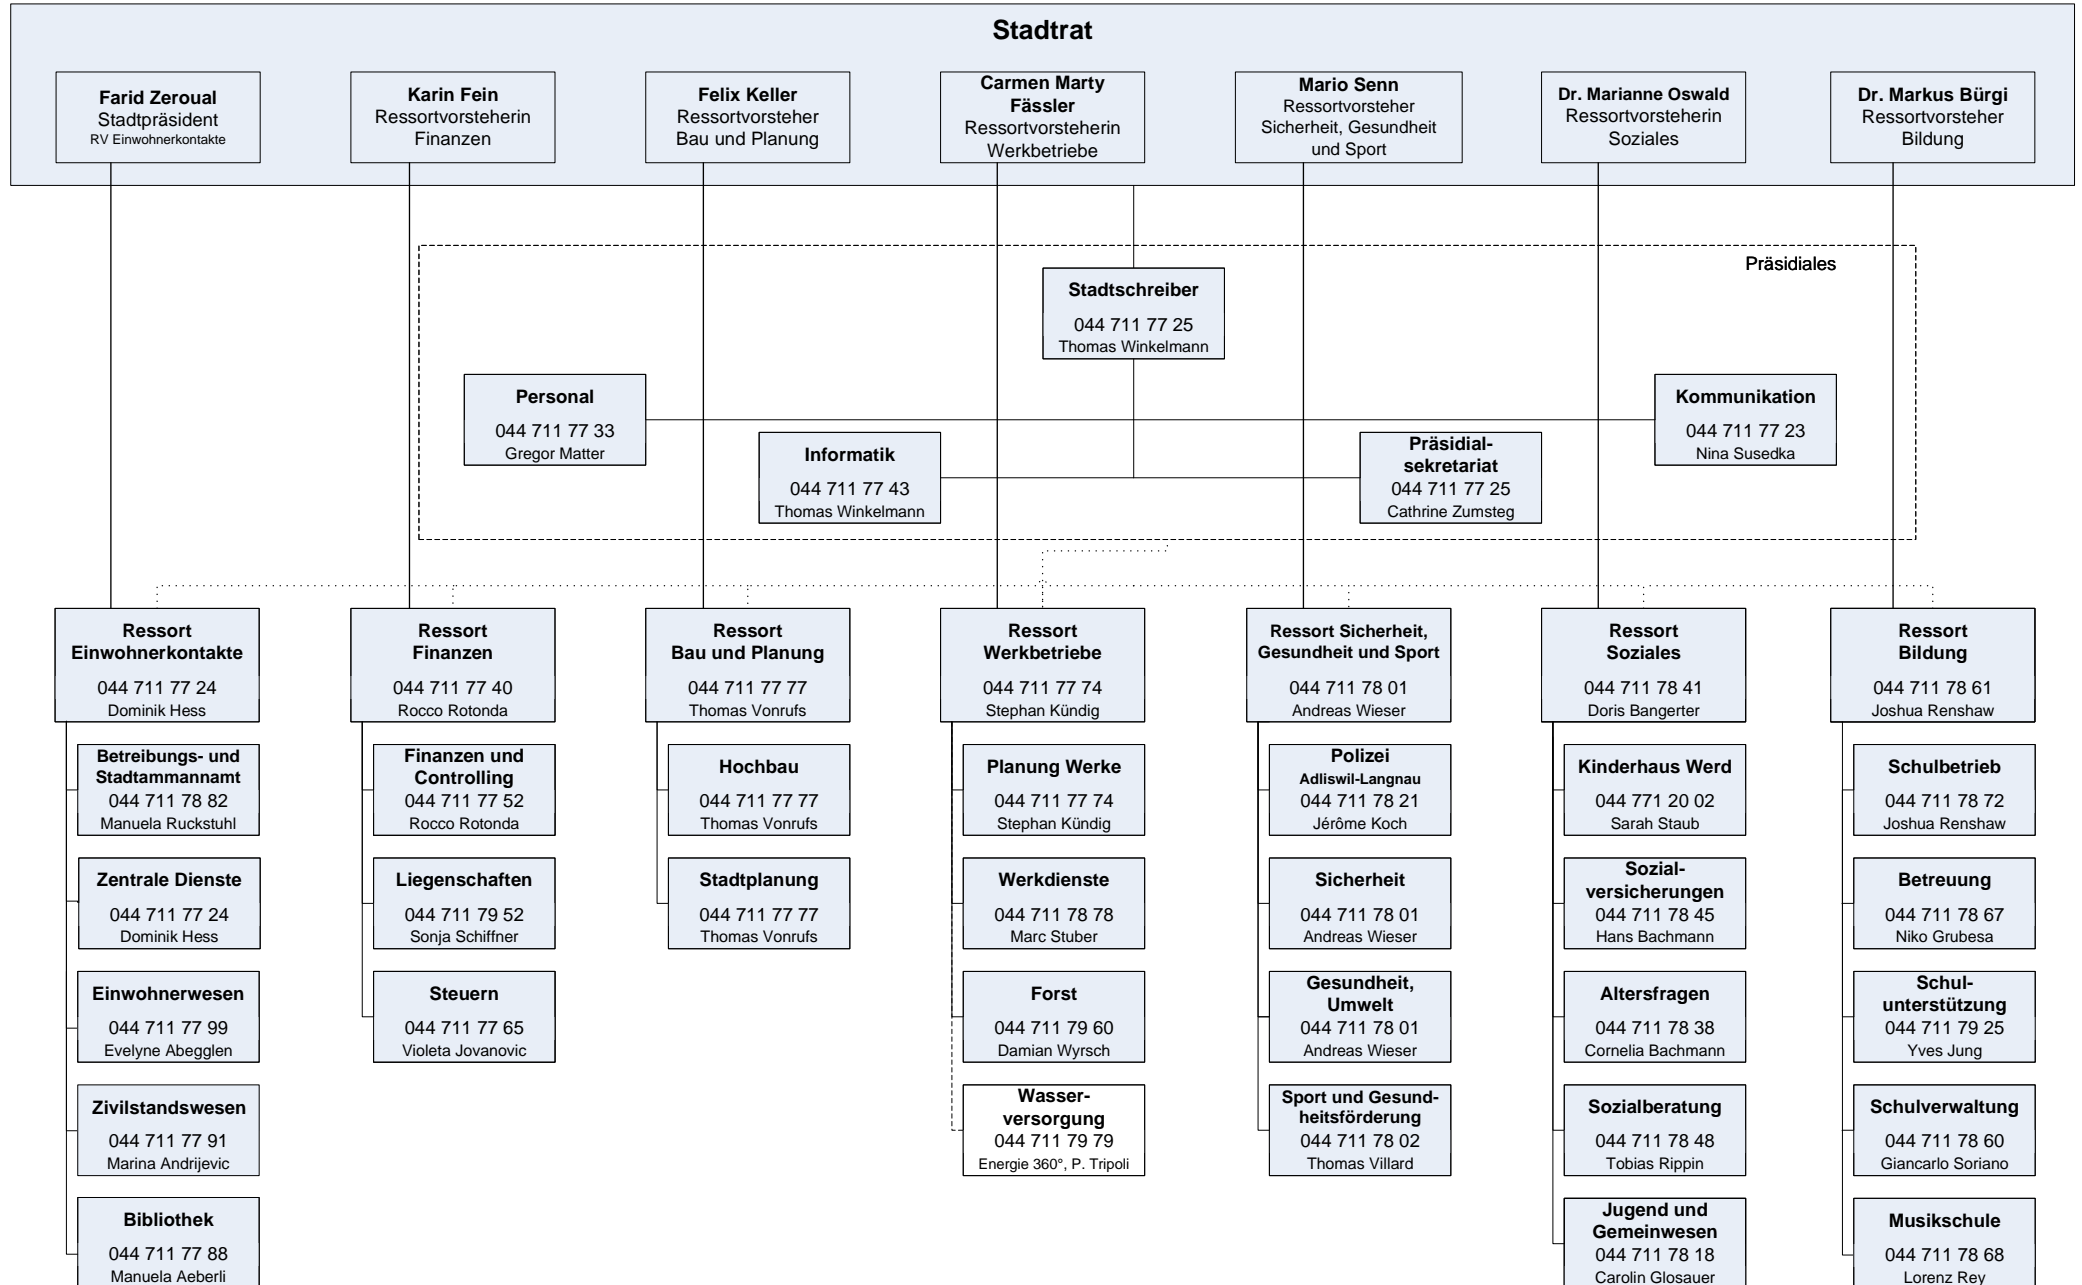 Stadtrat
Farid Zeroual
Stadtpräsident
RV Einwohnerkontakte
Karin Fein
Ressortvorsteherin
Finanzen
Felix Keller
Ressortvorsteher
Bau und Planung
Carmen Marty
Fässler
Ressortvorsteherin
Werkbetriebe
Mario Senn
Ressortvorsteher
Sicherheit, Gesundheit
und Sport
Dr. Marianne Oswald
Ressortvorsteherin
Soziales
Dr. Markus Bürgi
Ressortvorsteher
Bildung
Präsidiales
Stadtschreiber
044 711 77 25
Thomas Winkelmann
Personal
044 711 77 33
Gregor Matter
Kommunikation
044 711 77 23
Nina Susedka
Informatik
044 711 77 43
Thomas Winkelmann
Präsidial-
sekretariat
044 711 77 25
Cathrine Zumsteg
Ressort
Einwohnerkontakte
044 711 77 24
Dominik Hess
Betreibungs- und
Stadtammannamt
044 711 78 82
Manuela Ruckstuhl
Zentrale Dienste
044 711 77 24
Dominik Hess
Einwohnerwesen
044 711 77 99
Evelyne Abegglen
Zivilstandswesen
044 711 77 91
Marina Andrijevic
Bibliothek
044 711 77 88
Manuela Aeberli
Ressort
Finanzen
044 711 77 40
Rocco Rotonda
Finanzen und
Controlling
044 711 77 52
Rocco Rotonda
Liegenschaften
044 711 79 52
Sonja Schiffner
Steuern
044 711 77 65
Violeta Jovanovic
Ressort
Bau und Planung
044 711 77 77
Thomas Vonrufs
Hochbau
044 711 77 77
Thomas Vonrufs
Stadtplanung
044 711 77 77
Thomas Vonrufs
Ressort
Werkbetriebe
044 711 77 74
Stephan Kündig
Planung Werke
044 711 77 74
Stephan Kündig
Werkdienste
044 711 78 78
Marc Stuber
Forst
044 711 79 60
Damian Wyrsch
Wasser-
versorgung
044 711 79 79
Energie 360°, P. Tripoli
Ressort Sicherheit,
Gesundheit und Sport
044 711 78 01
Andreas Wieser
Polizei
Adliswil-Langnau
044 711 78 21
Jérôme Koch
Sicherheit
044 711 78 01
Andreas Wieser
Gesundheit,
Umwelt
044 711 78 01
Andreas Wieser
Sport und Gesund-
heitsförderung
044 711 78 02
Thomas Villard
Ressort
Soziales
044 711 78 41
Doris Bangerter
Kinderhaus Werd
044 771 20 02
Sarah Staub
Sozial-
versicherungen
044 711 78 45
Hans Bachmann
Altersfragen
044 711 78 38
Cornelia Bachmann
Sozialberatung
044 711 78 48
Tobias Rippin
Jugend und
Gemeinwesen
044 711 78 18
Carolin Glosauer
Ressort
Bildung
044 711 78 61
Joshua Renshaw
Schulbetrieb
044 711 78 72
Joshua Renshaw
Betreuung
044 711 78 67
Niko Grubesa
Schul-
unterstützung
044 711 79 25
Yves Jung
Schulverwaltung
044 711 78 60
Giancarlo Soriano
Musikschule
044 711 78 68
Lorenz Rey